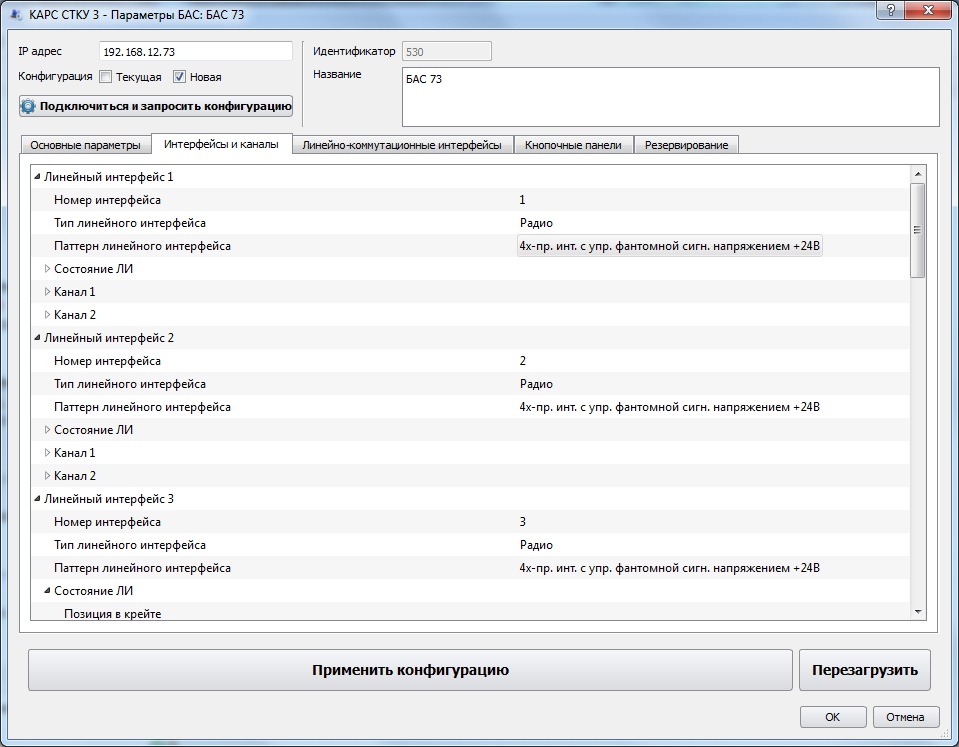 КАРС СТКУ 3 - Параметры БАС: БАС 73
IP адрес 192.168.12.73
Конфигурация Текущая Новая
Подключиться и запросить конфигурацию
Идентификатор 530
Название БАС 73
Основные параметры Интерфейсы и каналы Линейно-коммутационные интерфейсы Кнопочные панели Резервирование
Линейный интерфейс 1
Номер интерфейса 1
Тип линейного интерфейса Радио
Паттерн линейного интерфейса 4х-пр. инт. с упр. фантомной сигн. напряжением +24В
Состояние ЛИ
Канал 1
Канал 2
Линейный интерфейс 2
Номер интерфейса 2
Тип линейного интерфейса Радио
Паттерн линейного интерфейса 4х-пр. инт. с упр. фантомной сигн. напряжением +24В
Состояние ЛИ
Канал 1
Канал 2
Линейный интерфейс 3
Номер интерфейса 3
Тип линейного интерфейса Радио
Паттерн линейного интерфейса 4х-пр. инт. с упр. фантомной сигн. напряжением +24В
Состояние ЛИ
Позиция в крейте
Применить конфигурацию Перезагрузить
ОК Отмена